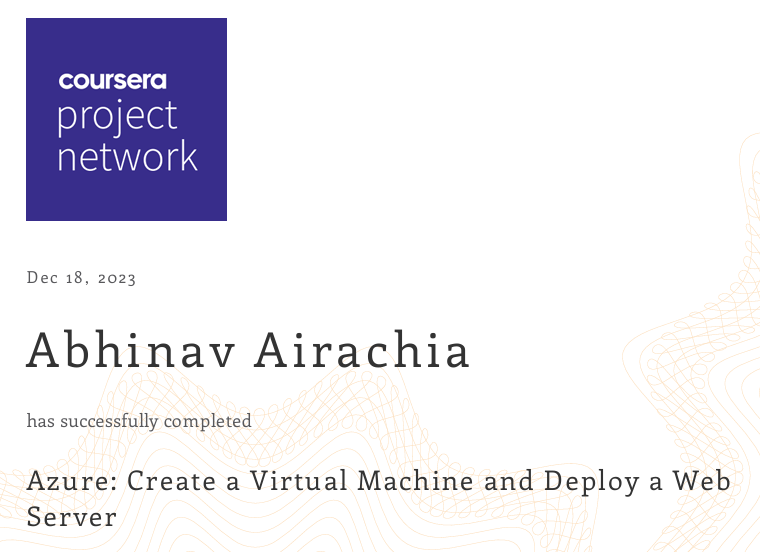 coursera
project
network
Dec 18, 2023
Abhinav Airachia
has successfully completed
Azure: Create a Virtual Machine and Deploy a Web
Server